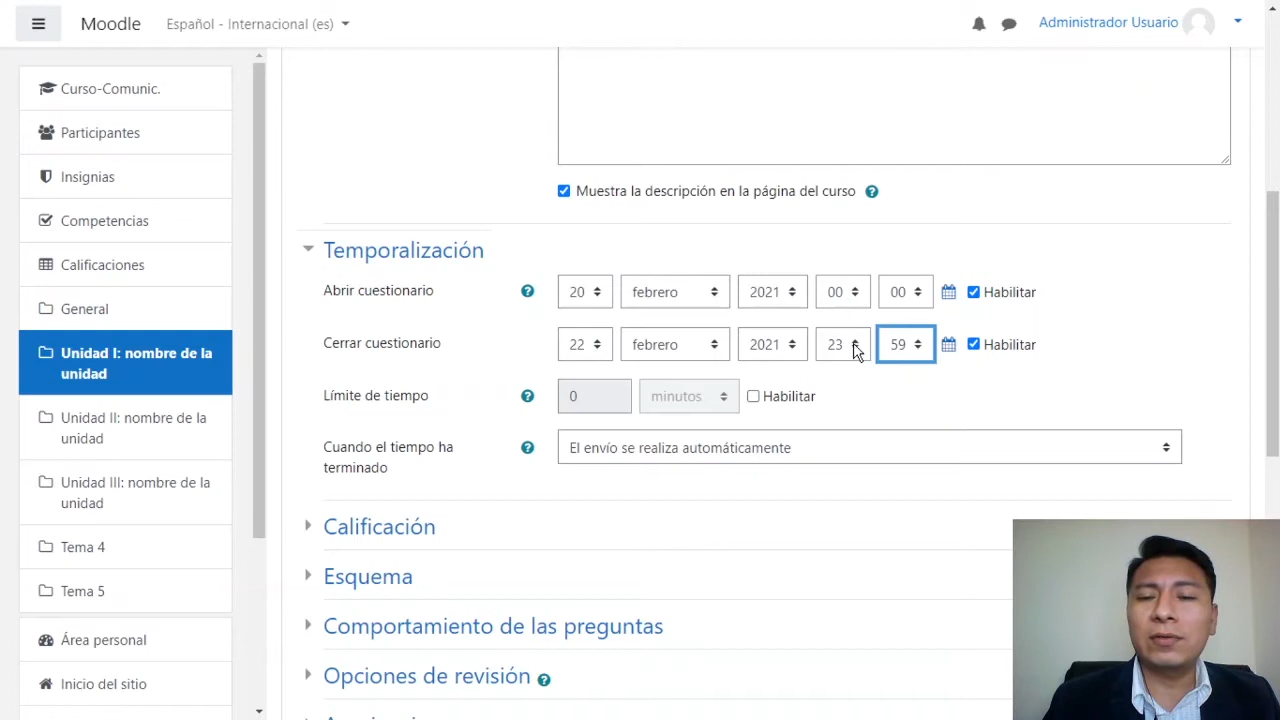 Moodle
Español - Internacional (es)
Administrador Usuario
Curso-Comunic.
Participantes
Insignias
Competencias
Calificaciones
General
Unidad I: nombre de la
unidad
Unidad II: nombre de la
unidad
Unidad III: nombre de la
unidad
Tema 4
Tema 5
Área personal
Inicio del sitio
Muestra la descripción en la página del curso
Temporalización
Abrir cuestionario 20 febrero 2021 00 00 Habilitar
Cerrar cuestionario 22 febrero 2021 23 59 Habilitar
Límite de tiempo 0 minutos Habilitar
Cuando el tiempo ha
terminado
El envío se realiza automáticamente
Calificación
Esquema
Comportamiento de las preguntas
Opciones de revisión